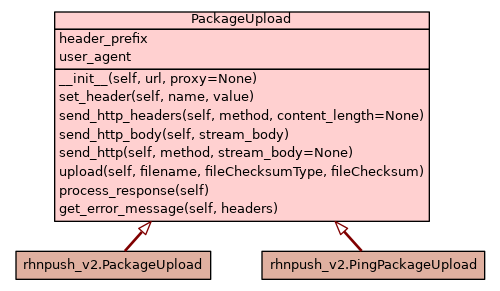 PackageUpload
header_prefix
user_agent
__init__(self, url, proxy=None)
set_header(self, name, value)
send_http_headers(self, method, content_length=None)
send_http_body(self, stream_body)
send_http(self, method, stream_body=None)
upload(self, filename, fileChecksumType, fileChecksum)
process_response(self)
get_error_message(self, headers)
rhnpush_v2.PackageUpload
rhnpush_v2.PingPackageUpload